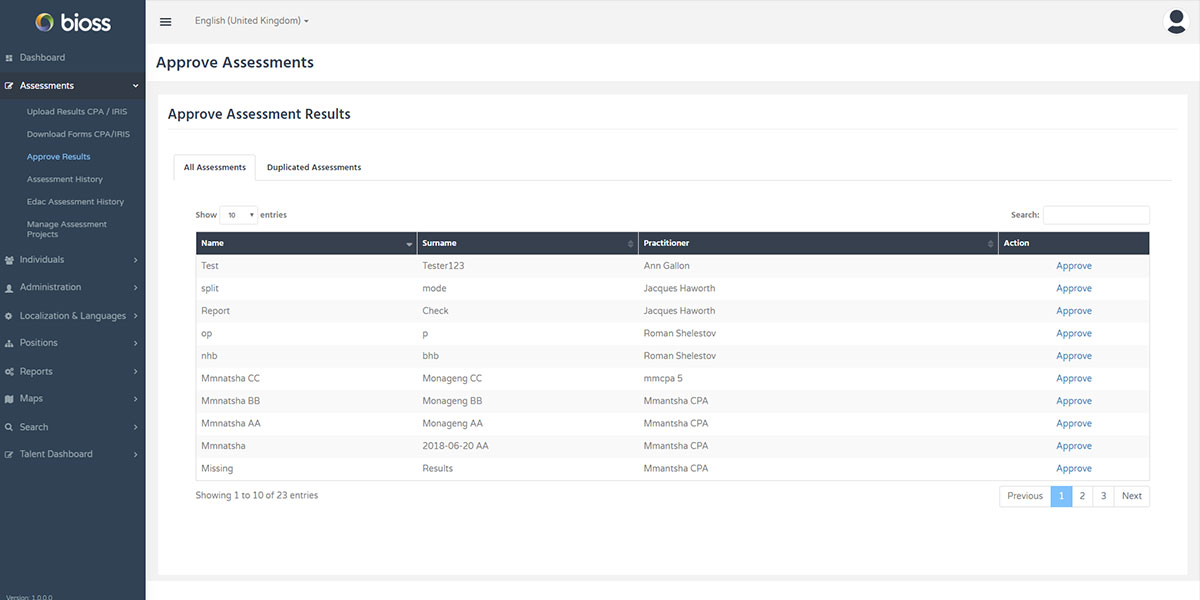 bioss
English (United Kingdom)
Dashboard
Assessments
Upload Results CPA / IRIS
Download Forms CPA/IRIS
Approve Results
Assessment History
Edac Assessment History
Manage Assessment
Projects
Individuals
Administration
Localization & Languages
Positions
Reports
Maps
Search
Talent Dashboard
Version: 1.0.0.0
Approve Assessments
Approve Assessment Results
All Assessments Duplicated Assessments
Show 10 entries Search:
Name Surname Practitioner Action
Test Tester123 Ann Gallon Approve
split mode Jacques Haworth Approve
Report Check Jacques Haworth Approve
op p Roman Shelestov Approve
nhb bhb Roman Shelestov Approve
Mmnatsha CC Monageng CC mmcpa 5 Approve
Mmnatsha BB Monageng BB Mmantsha CPA Approve
Mmnatsha AA Monageng AA Mmantsha CPA Approve
Mmnatsha 2018-06-20 AA Mmantsha CPA Approve
Missing Results Mmantsha CPA Approve
Showing 1 to 10 of 23 entries Previous 1 2 3 Next